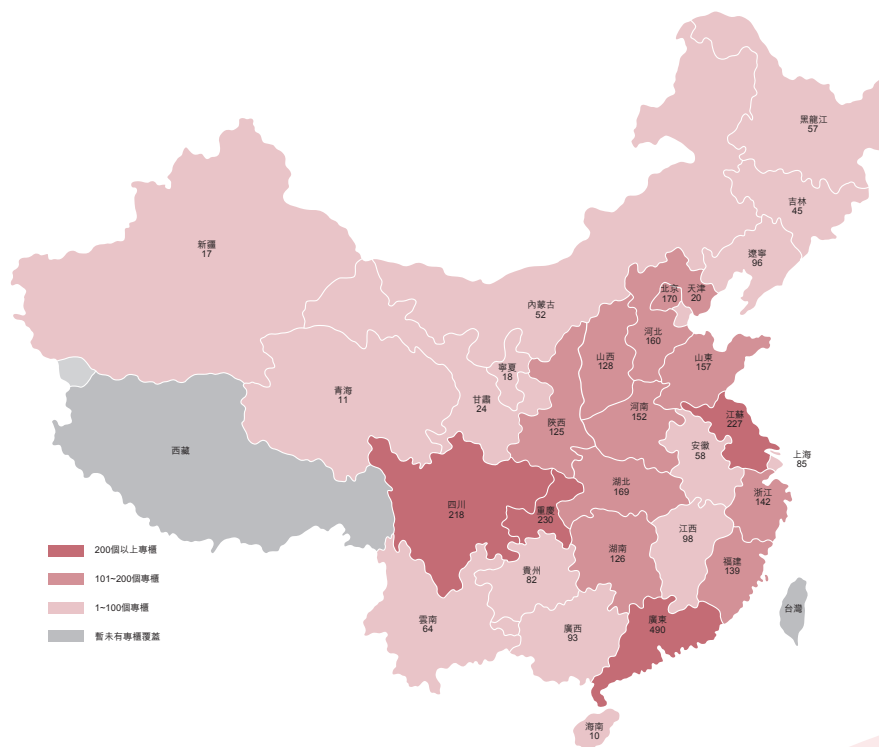 黑龍江
57
吉林
45
遼寧
96
新疆
17
北京
170
天津
20
內蒙古
52
河北
160
山西
128
山東
157
寧夏
18
青海
11
甘肅
24
陝西
125
河南
152
江蘇
227
安徽
58
上海
85
西藏
湖北
169
浙江
142
四川
218
重慶
230
江西
98
湖南
126
福建
139
貴州
82
雲南
64
廣西
93
廣東
490
台灣
海南
10
200個以上專櫃
101~200個專櫃
1~100個專櫃
暫未有專櫃覆蓋